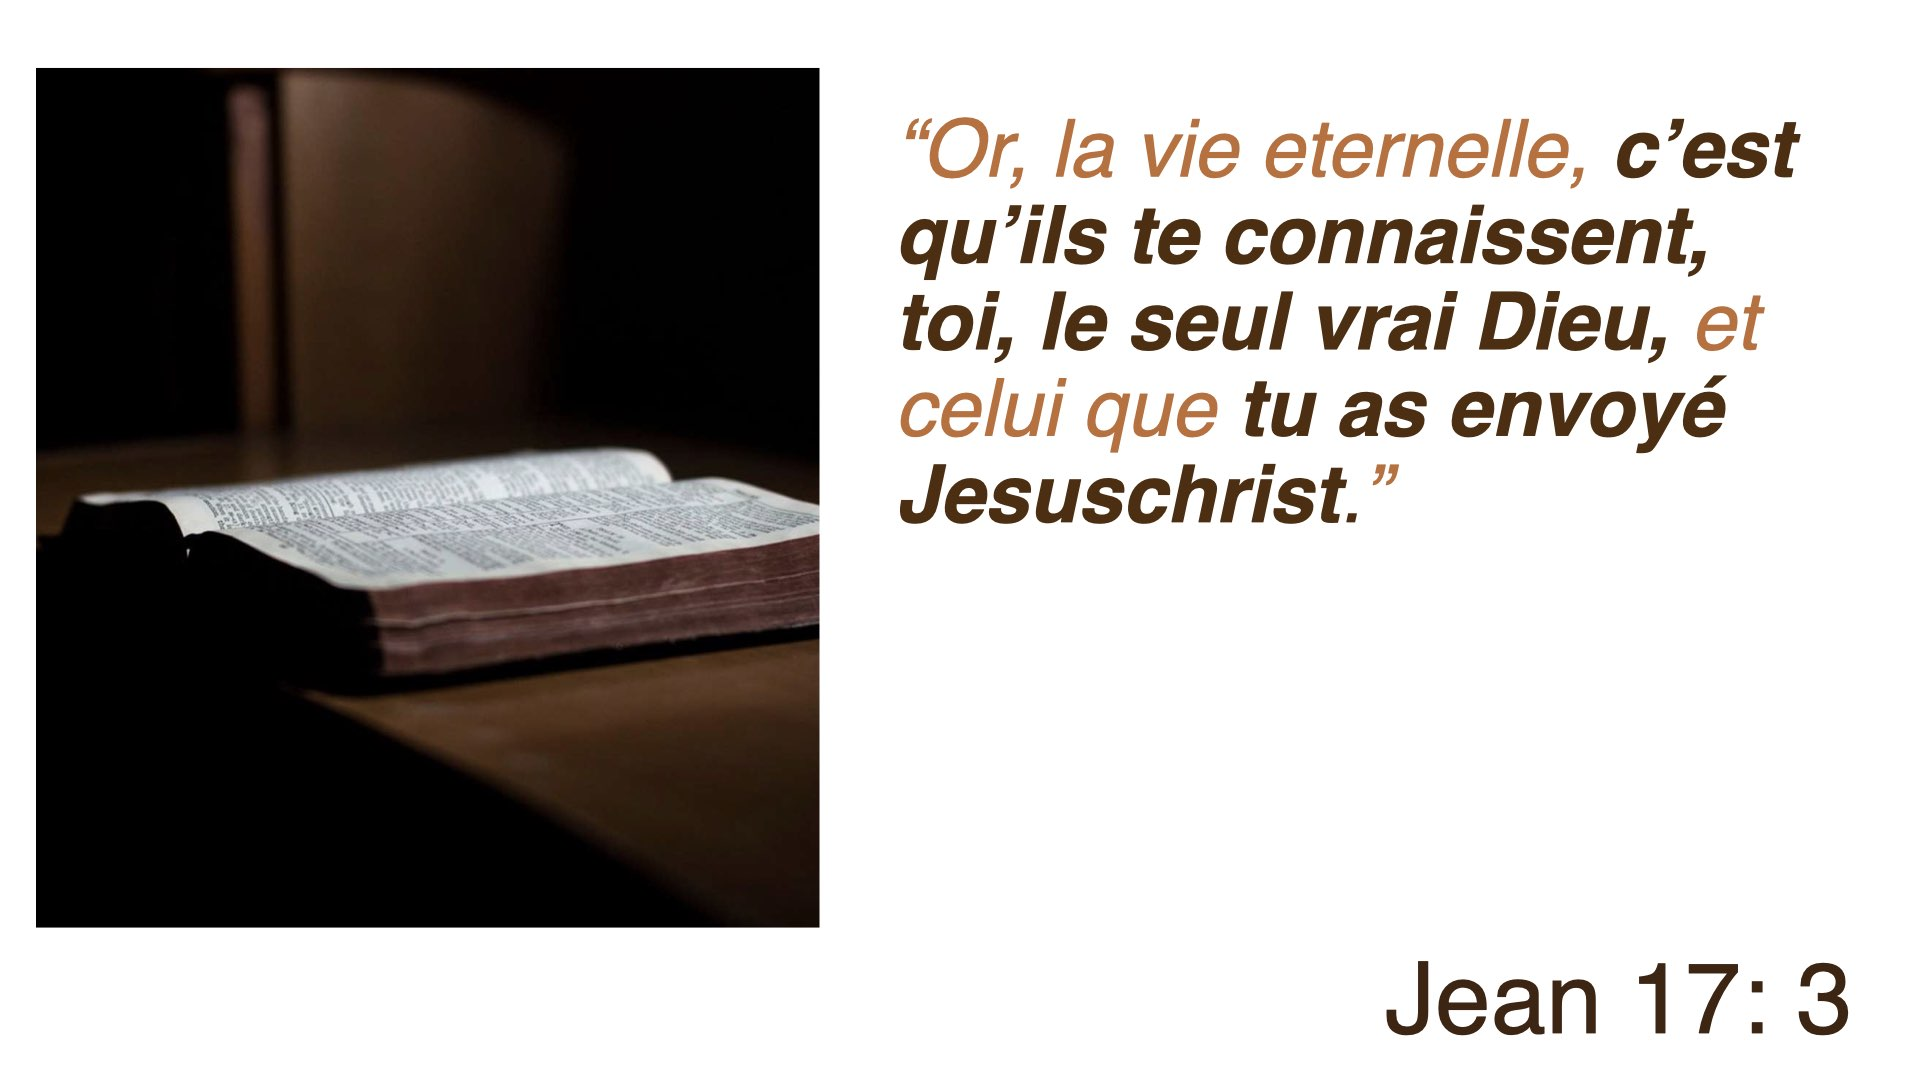 “Or, la vie eternelle, c’est
qu’ils te connaissent,
toi, le seul vrai Dieu, et
celui que tu as envoyé
Jesuschrist.”
Jean 17: 3